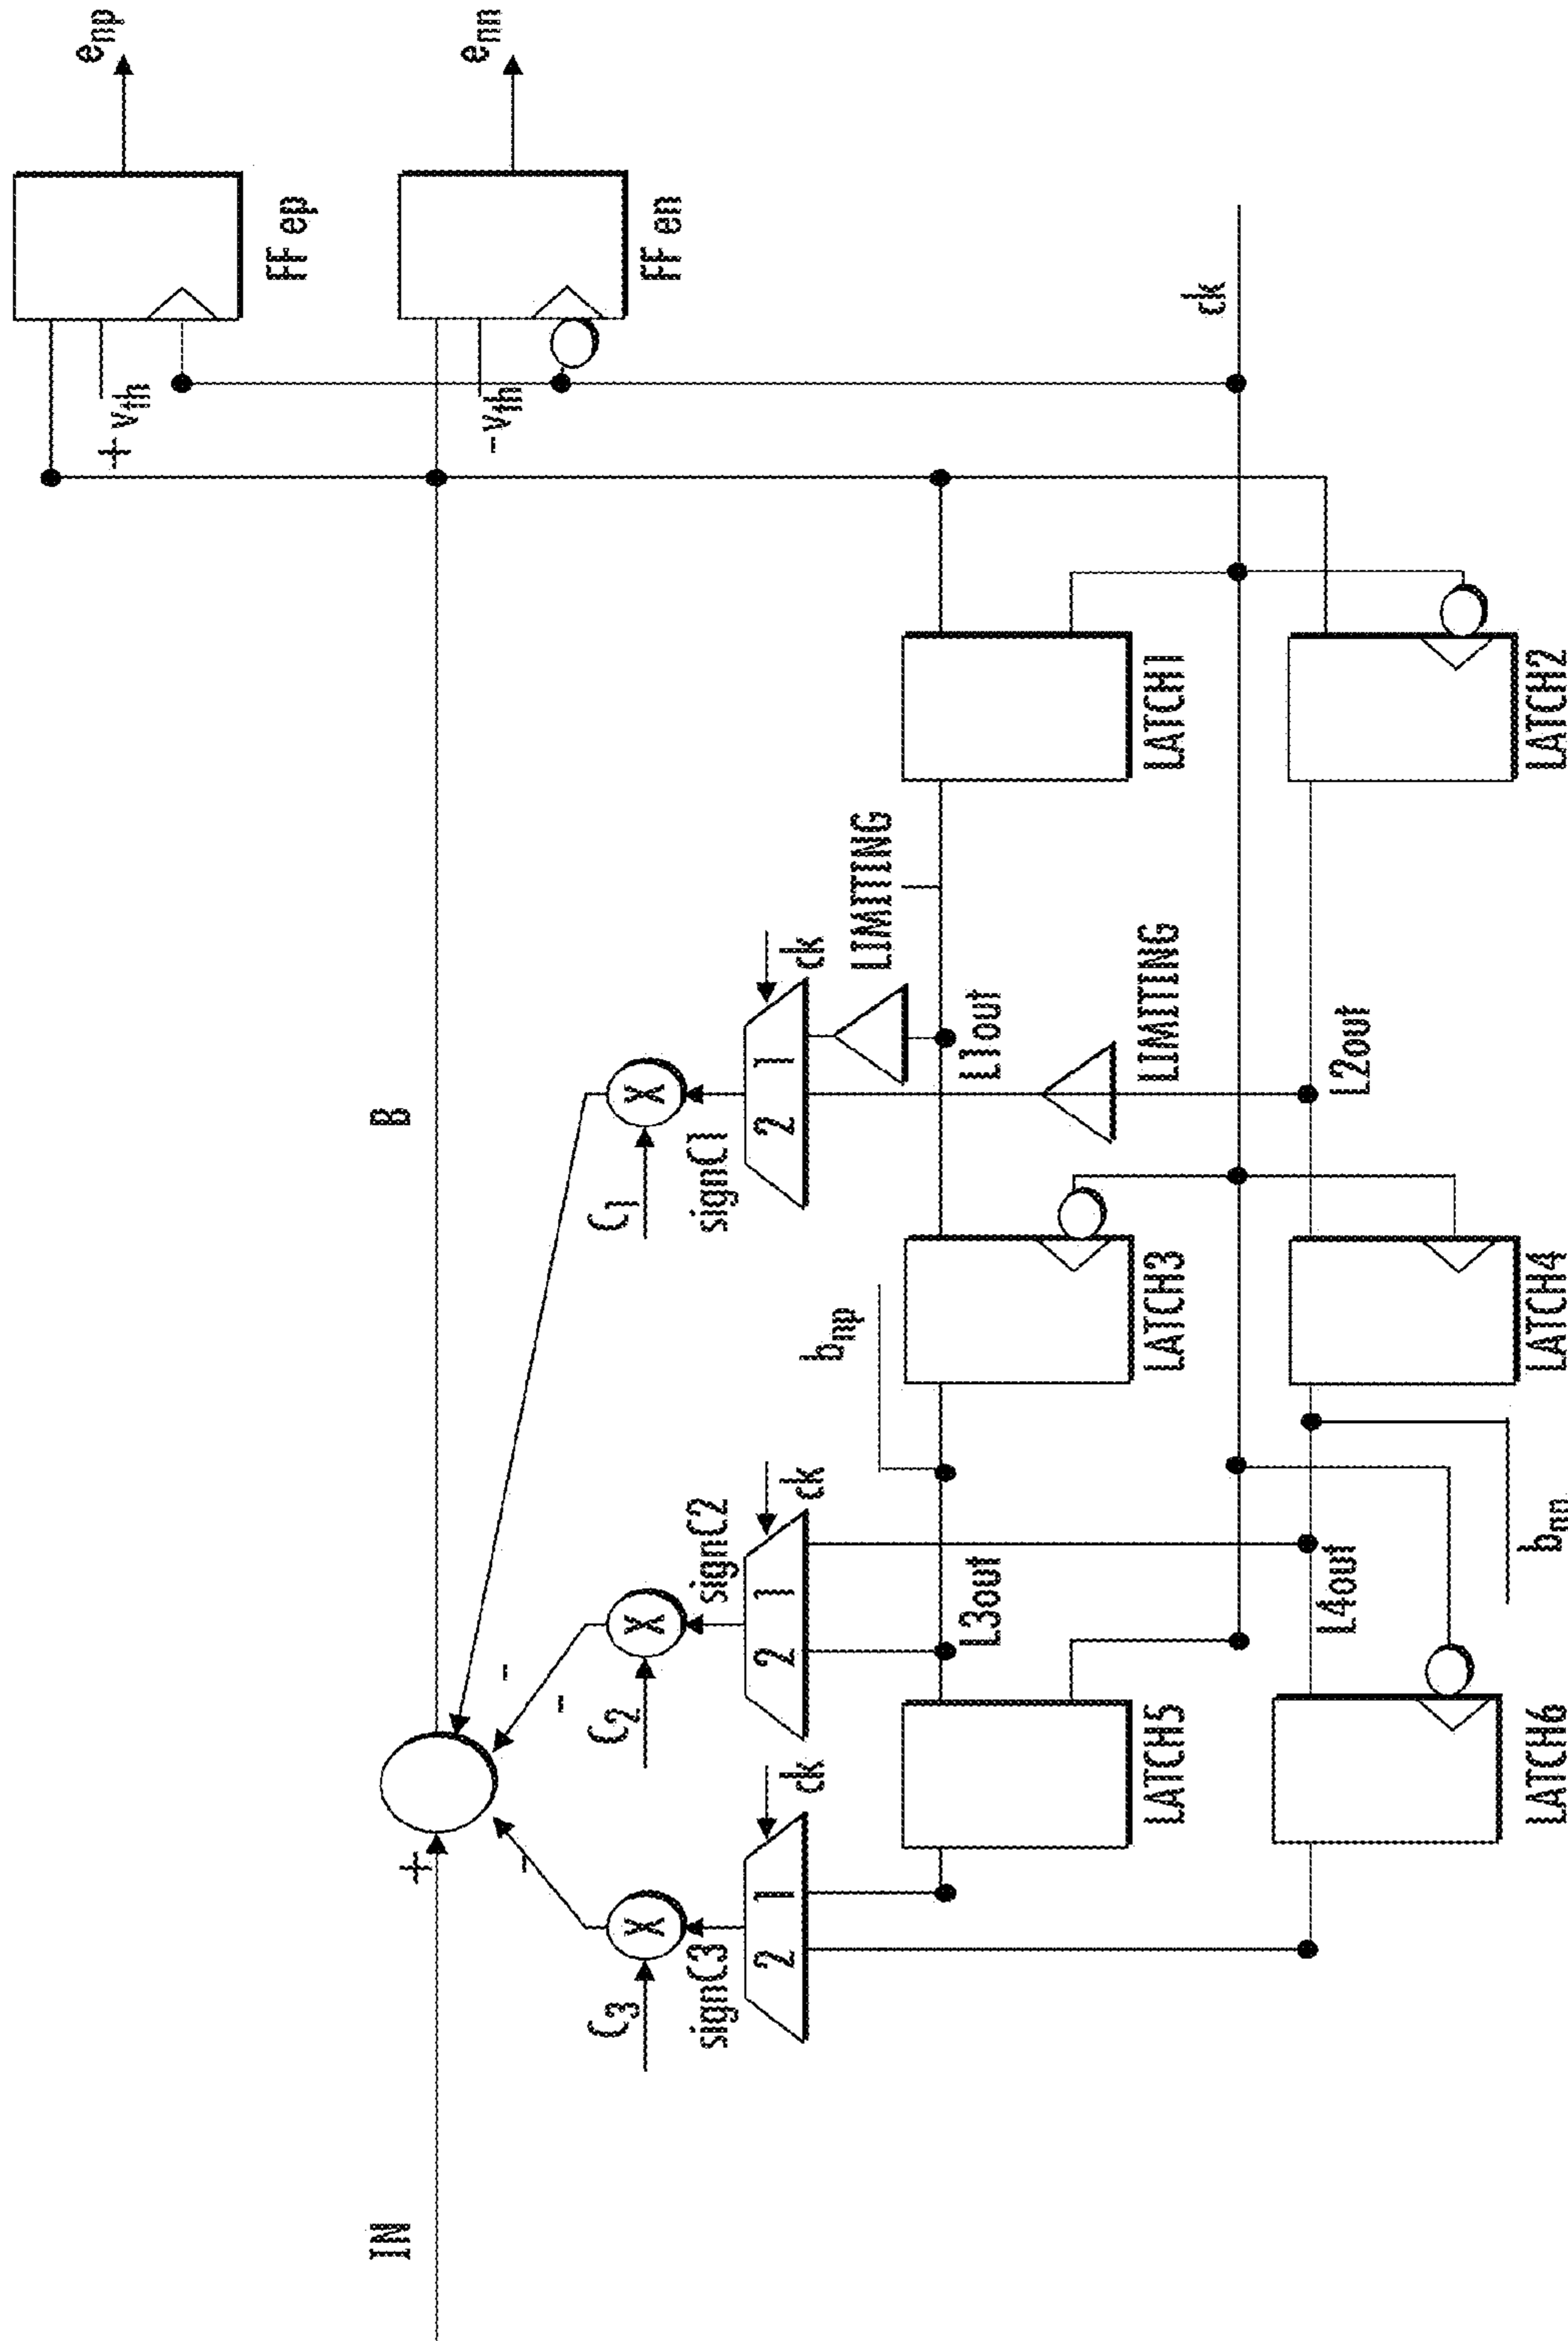 e_np
FF ep
+ v_th
e_nn
FF en
- v_th
B
IN
+
-
-
-
C_1
X
signC1
2 1
ck
LIMITING
C_2
X
signC2
2 1
ck
C_3
X
signC3
2 1
ck
L1out
LIMITING
LATCH1
ck
L2out
LATCH2
b_np
LATCH3
LATCH4
L3out
LATCH5
L4out
b_nn
LATCH6